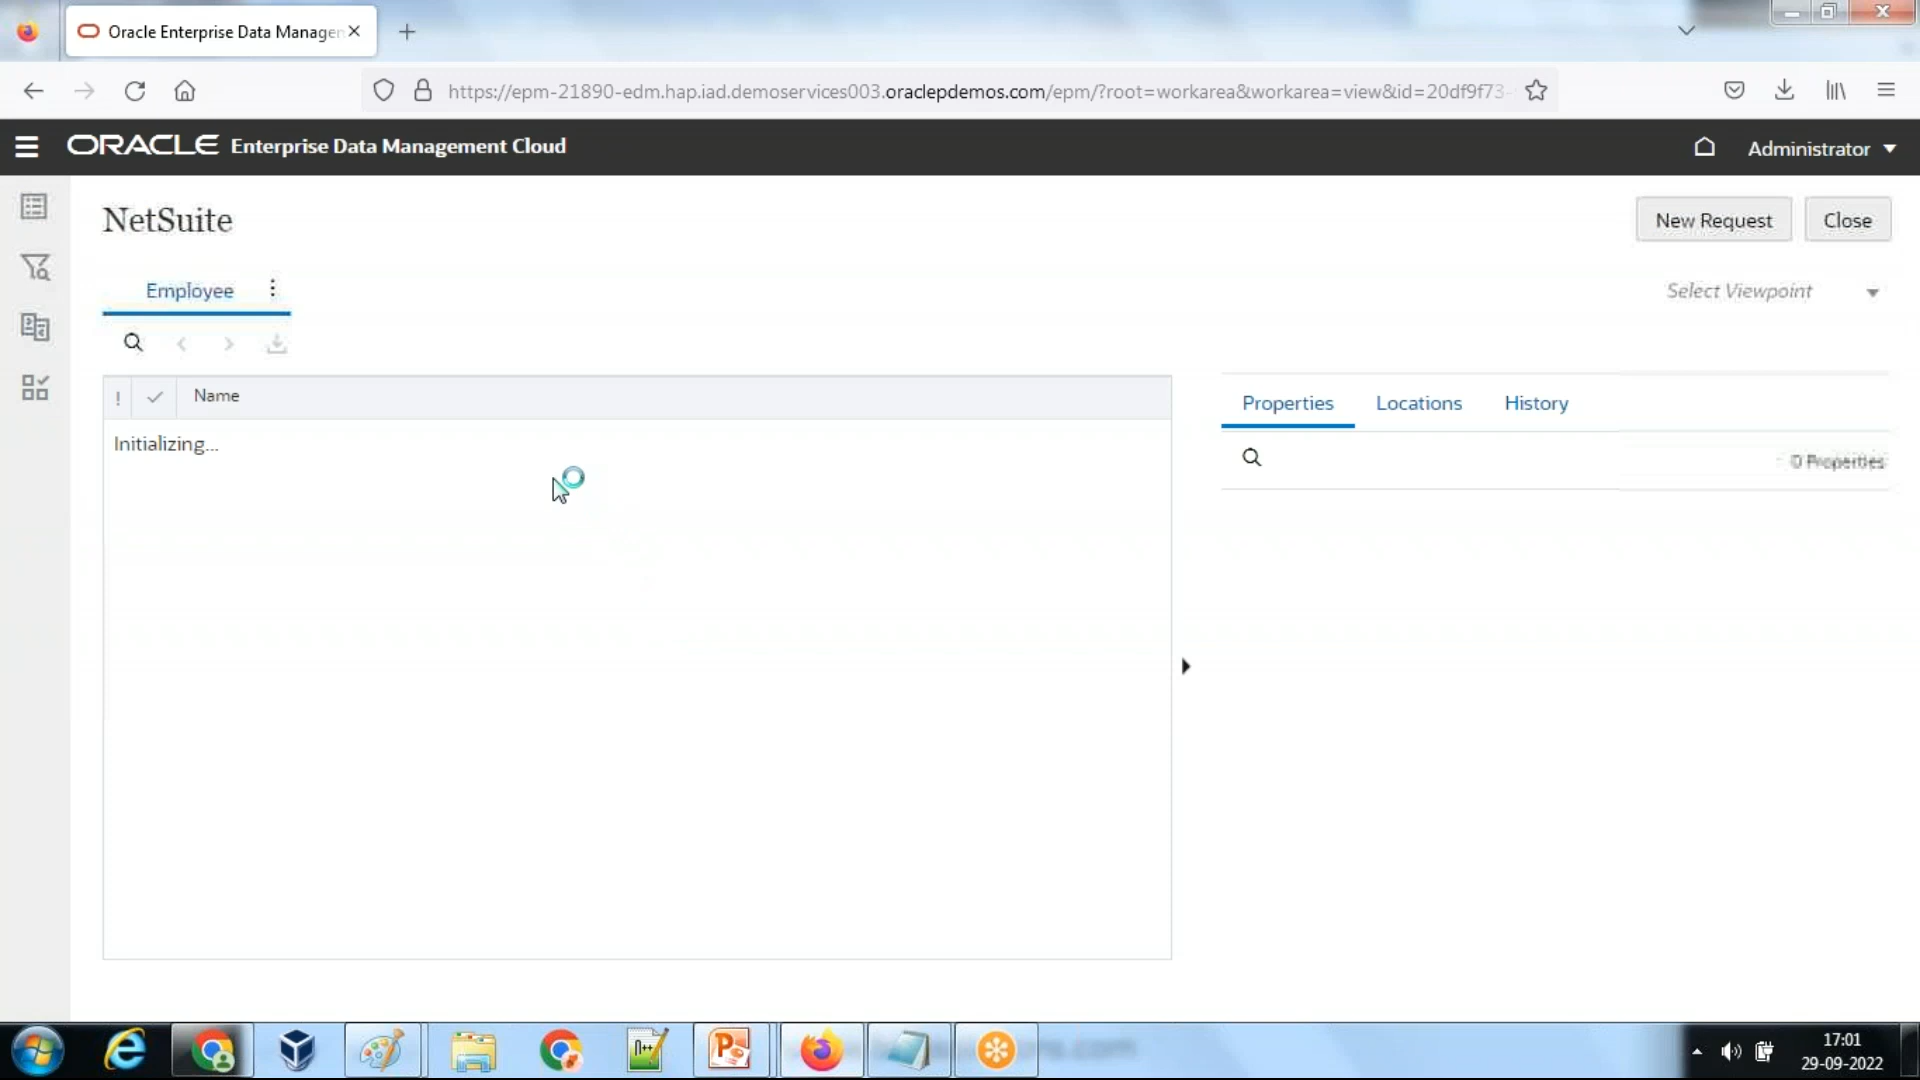 Oracle Enterprise Data Manager
https://epm-21890-edm.hap.iad.demoservices003.oraclepdemos.com/epm/?root=workarea&workarea=view&id=20df9f73-
ORACLE Enterprise Data Management Cloud
Administrator
NetSuite
New Request
Close
Employee
Select Viewpoint
! Name
Properties Locations History
Initializing...
0 Properties
17:01
29-09-2022